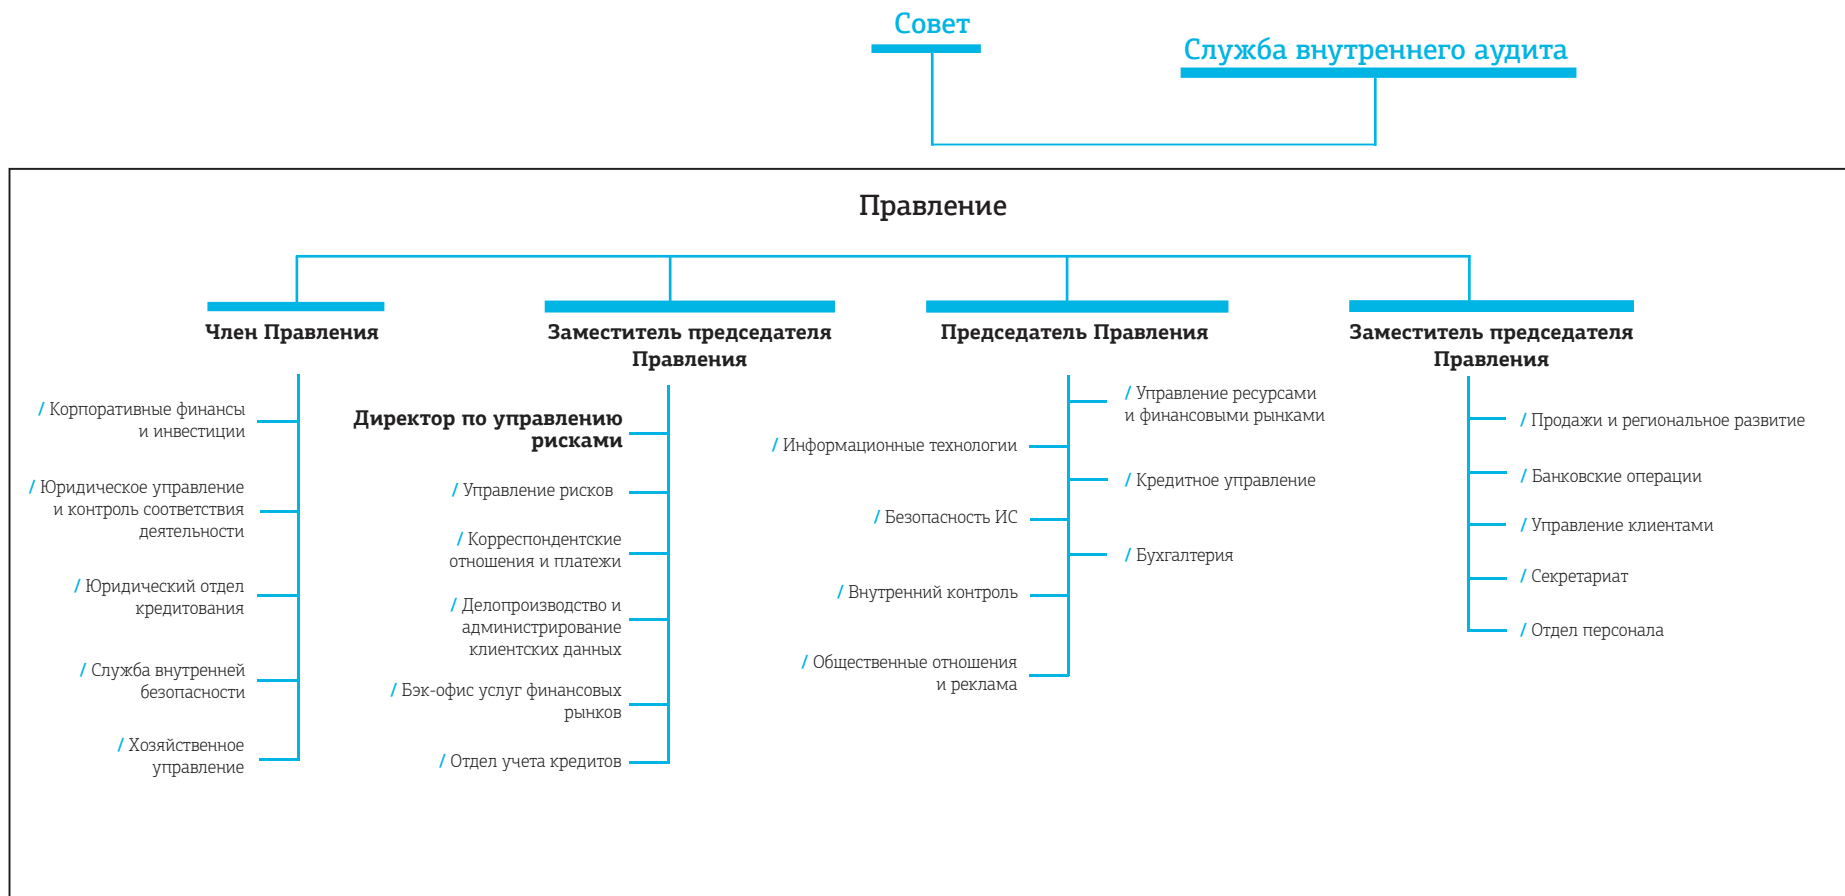 Совет
Служба внутреннего аудита
Правление
Член Правления
/ Корпоративные финансы
и инвестиции
/ Юридическое управление
и контроль соответствия
деятельности
/ Юридический отдел
кредитования
/ Служба внутренней
безопасности
/ Хозяйственное
управление
Заместитель председателя
Правления
Директор по управлению
рисками
/ Управление рисков
/ Корреспондентские
отношения и платежи
/ Делопроизводство и
администрирование
клиентских данных
/ Бэк-офис услуг финансовых
рынков
/ Отдел учета кредитов
Председатель Правления
/ Информационные технологии
/ Безопасность ИС
/ Внутренний контроль
/ Общественные отношения
и реклама
/ Управление ресурсами
и финансовыми рынками
/ Кредитное управление
/ Бухгалтерия
Заместитель председателя
Правления
/ Продажи и региональное развитие
/ Банковские операции
/ Управление клиентами
/ Секретариат
/ Отдел персонала